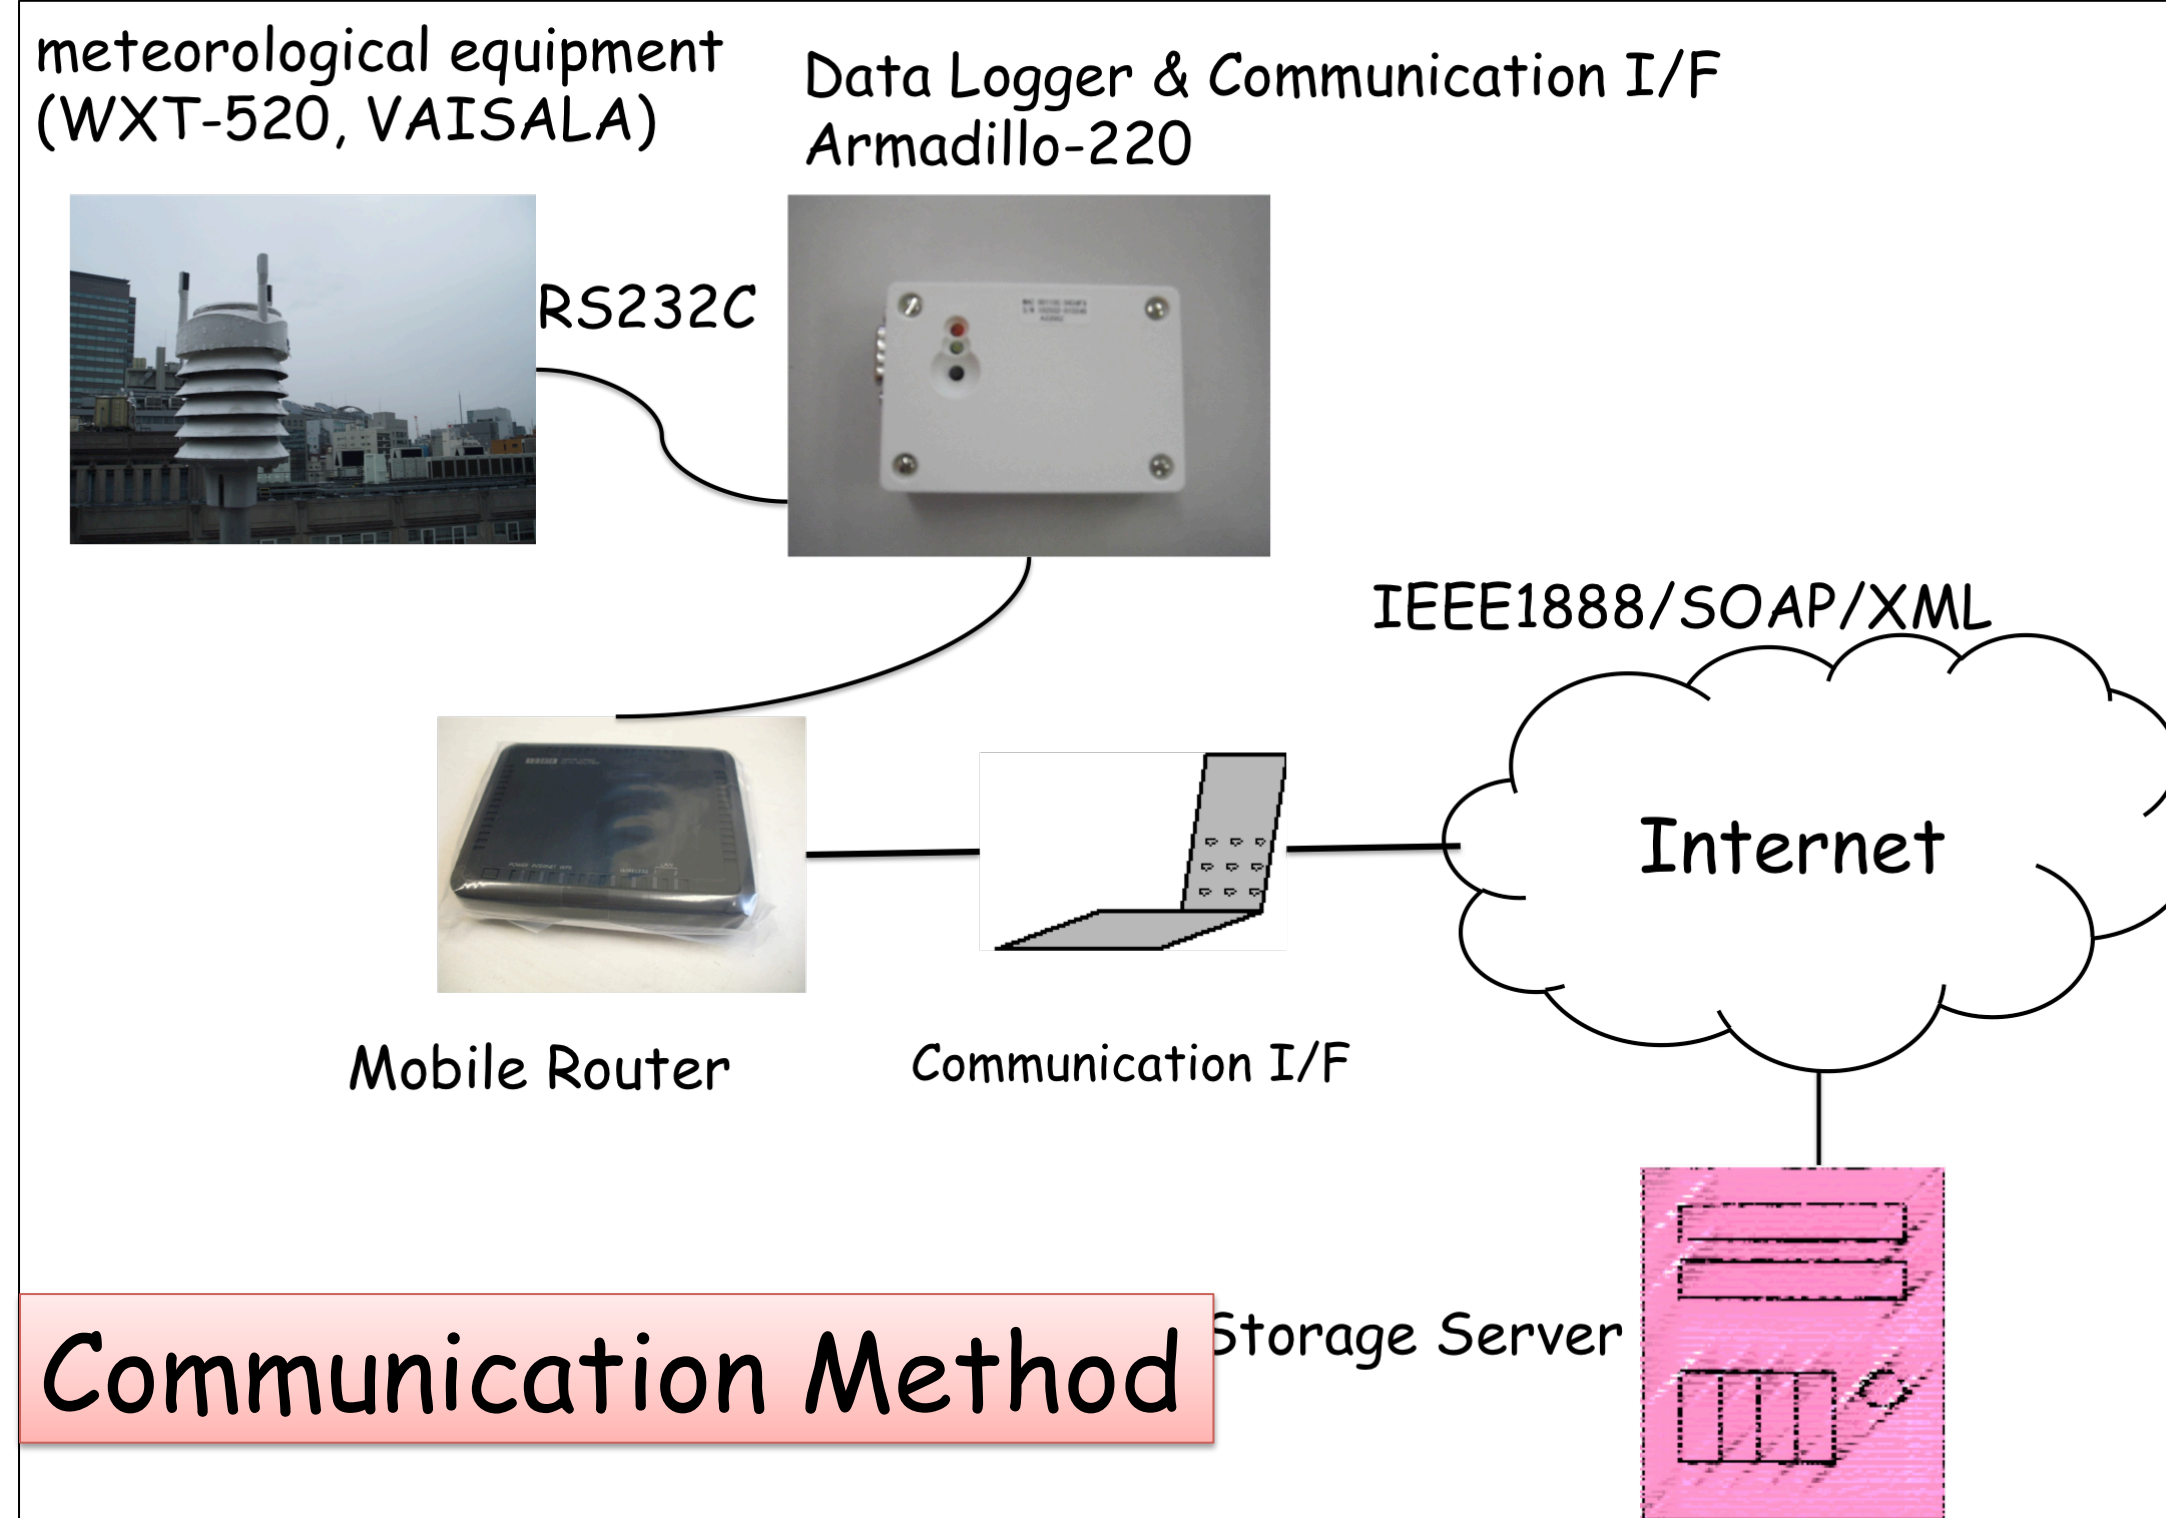 meteorological equipment
(WXT-520, VAISALA)
Data Logger & Communication I/F
Armadillo-220
RS232C
IEEE1888/SOAP/XML
Internet
Mobile Router
Communication I/F
Storage Server
Communication Method